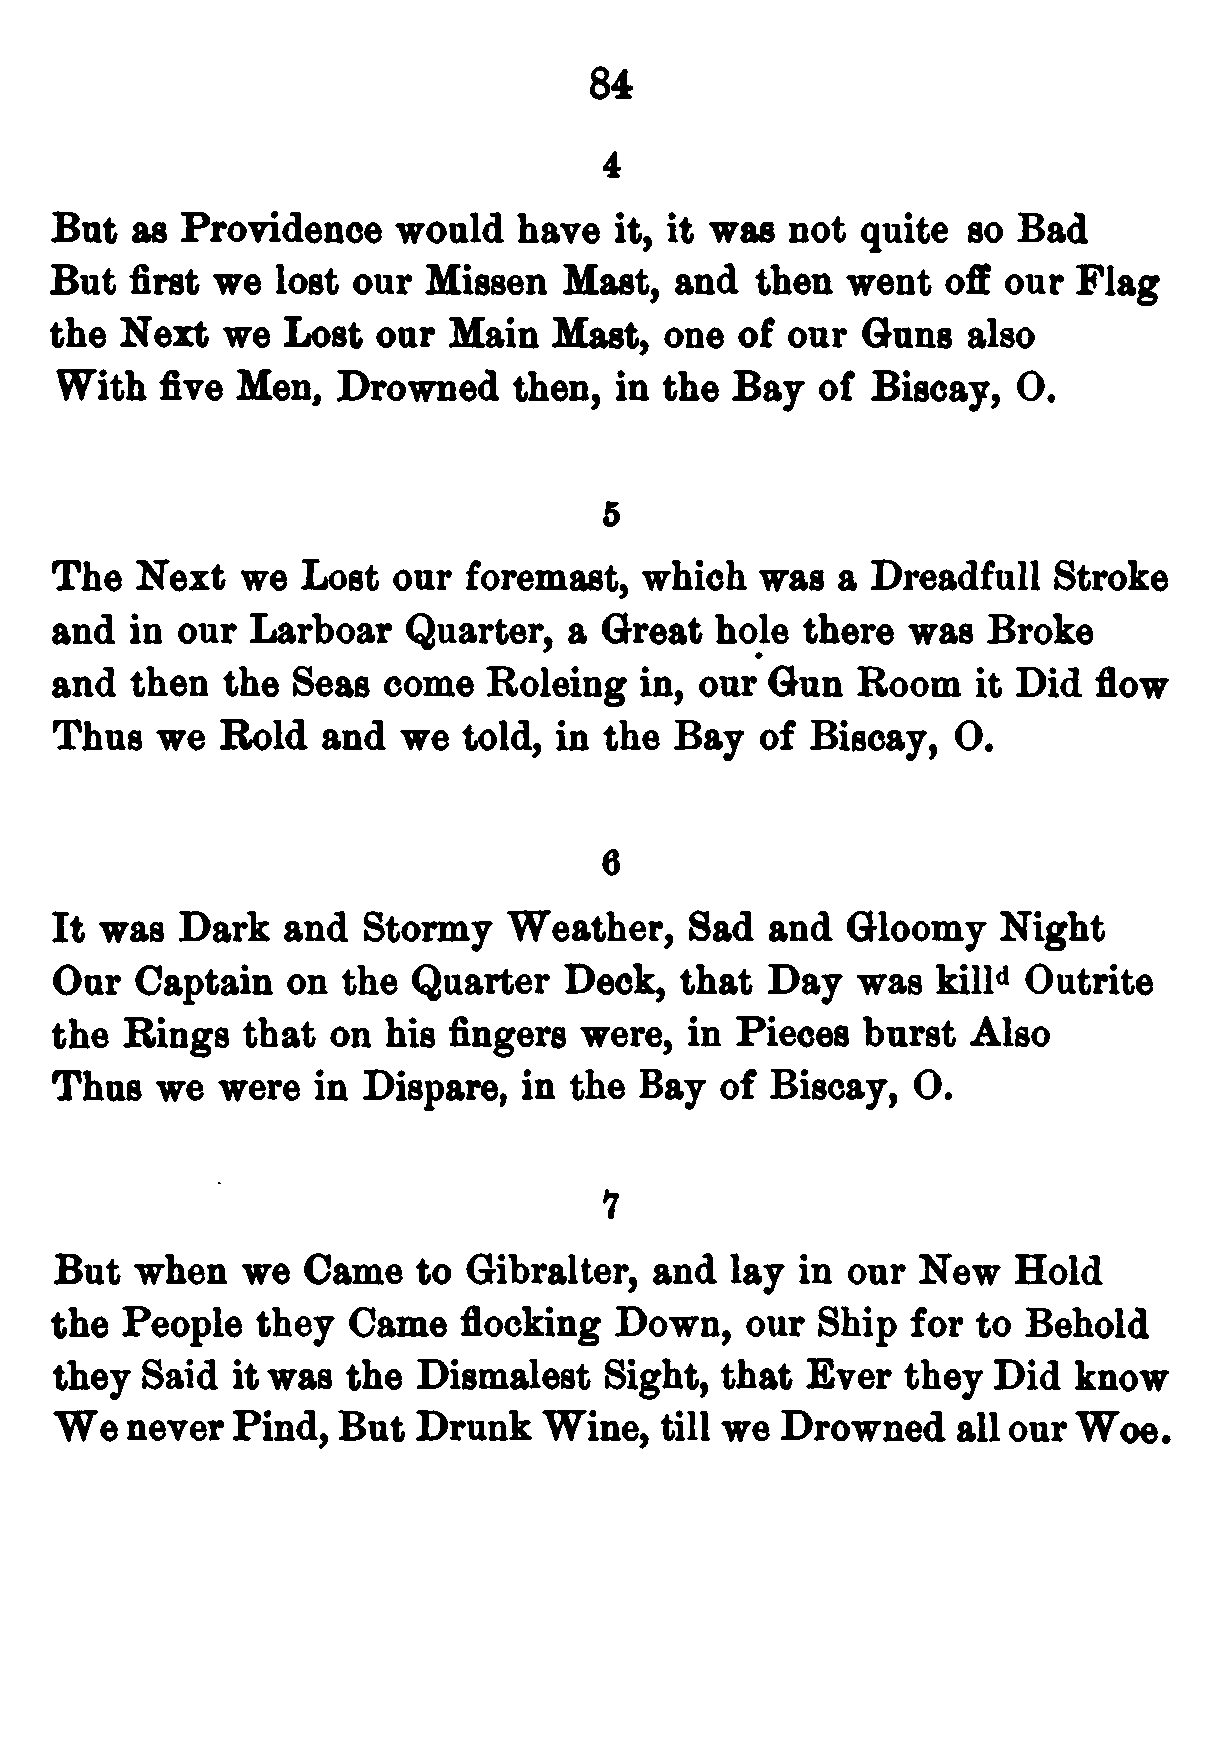 84
4
But as Providence would have it, it was not quite so Bad
But first we lost our Missen Mast, and then went off our Flag
the Next we Lost our Main Mast, one of our Guns also
With five Men, Drowned then, in the Bay of Biscay, O.
5
The Next we Lost our foremast, which was a Dreadfull Stroke
and in our Larboar Quarter, a Great hole there was Broke
and then the Seas come Roleing in, our Gun Room it Did flow
Thus we Rold and we told, in the Bay of Biscay, O.
6
It was Dark and Stormy Weather, Sad and Gloomy Night
Our Captain on the Quarter Deck, that Day was killᵈ Outrite
the Rings that on his fingers were, in Pieces burst Also
Thus we were in Dispare, in the Bay of Biscay, O.
7
But when we Came to Gibralter, and lay in our New Hold
the People they Came flocking Down, our Ship for to Behold
they Said it was the Dismalest Sight, that Ever they Did know
We never Pind, But Drunk Wine, till we Drowned all our Woe.